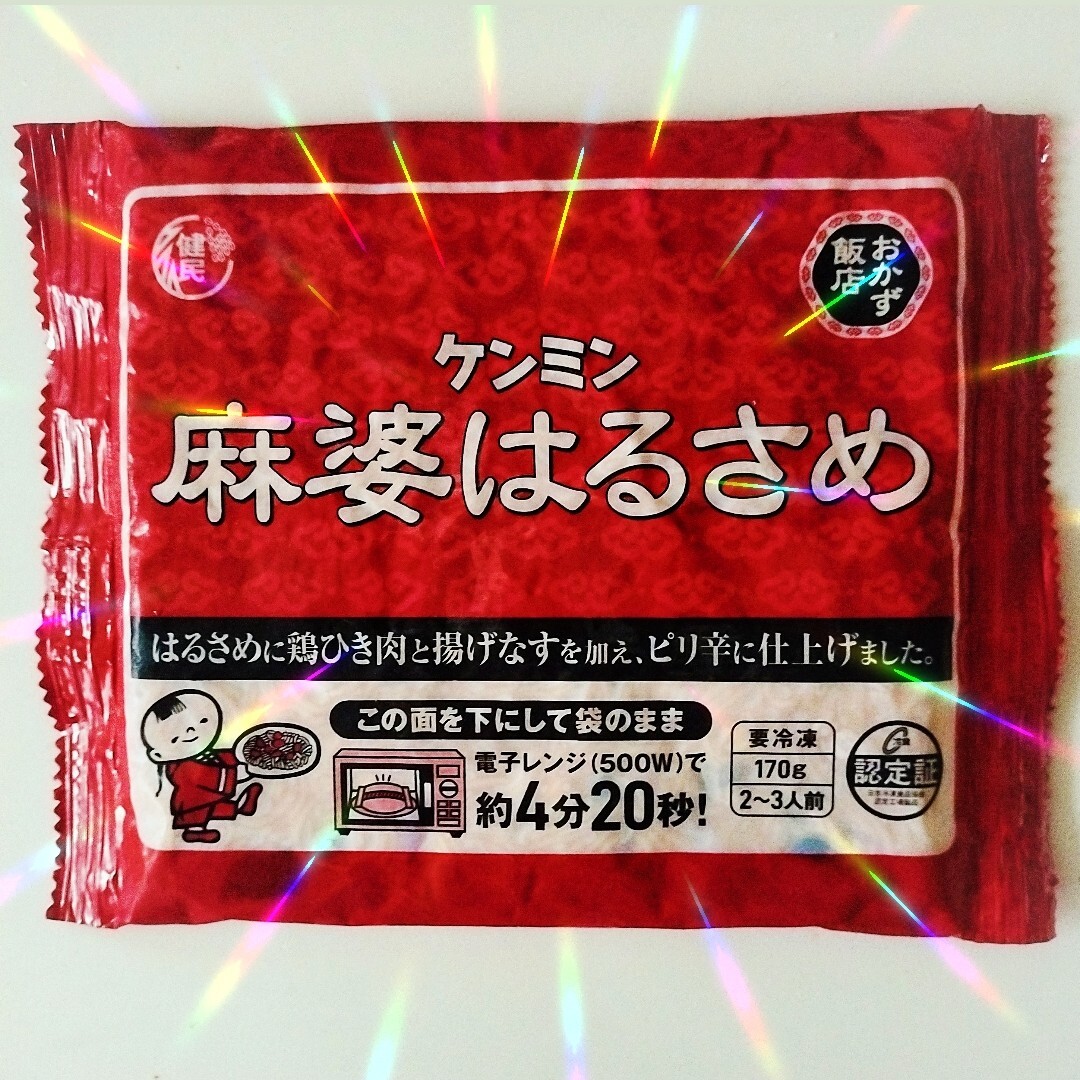 健民
おかず
飯店
ケンミン
麻婆はるさめ
はるさめに鶏ひき肉と揚げなすを加え、ピリ辛に仕上げました。
この面を下にして袋のまま
電子レンジ(500W)で
約4分20秒!
要冷凍
170g
2〜3人前
認定証